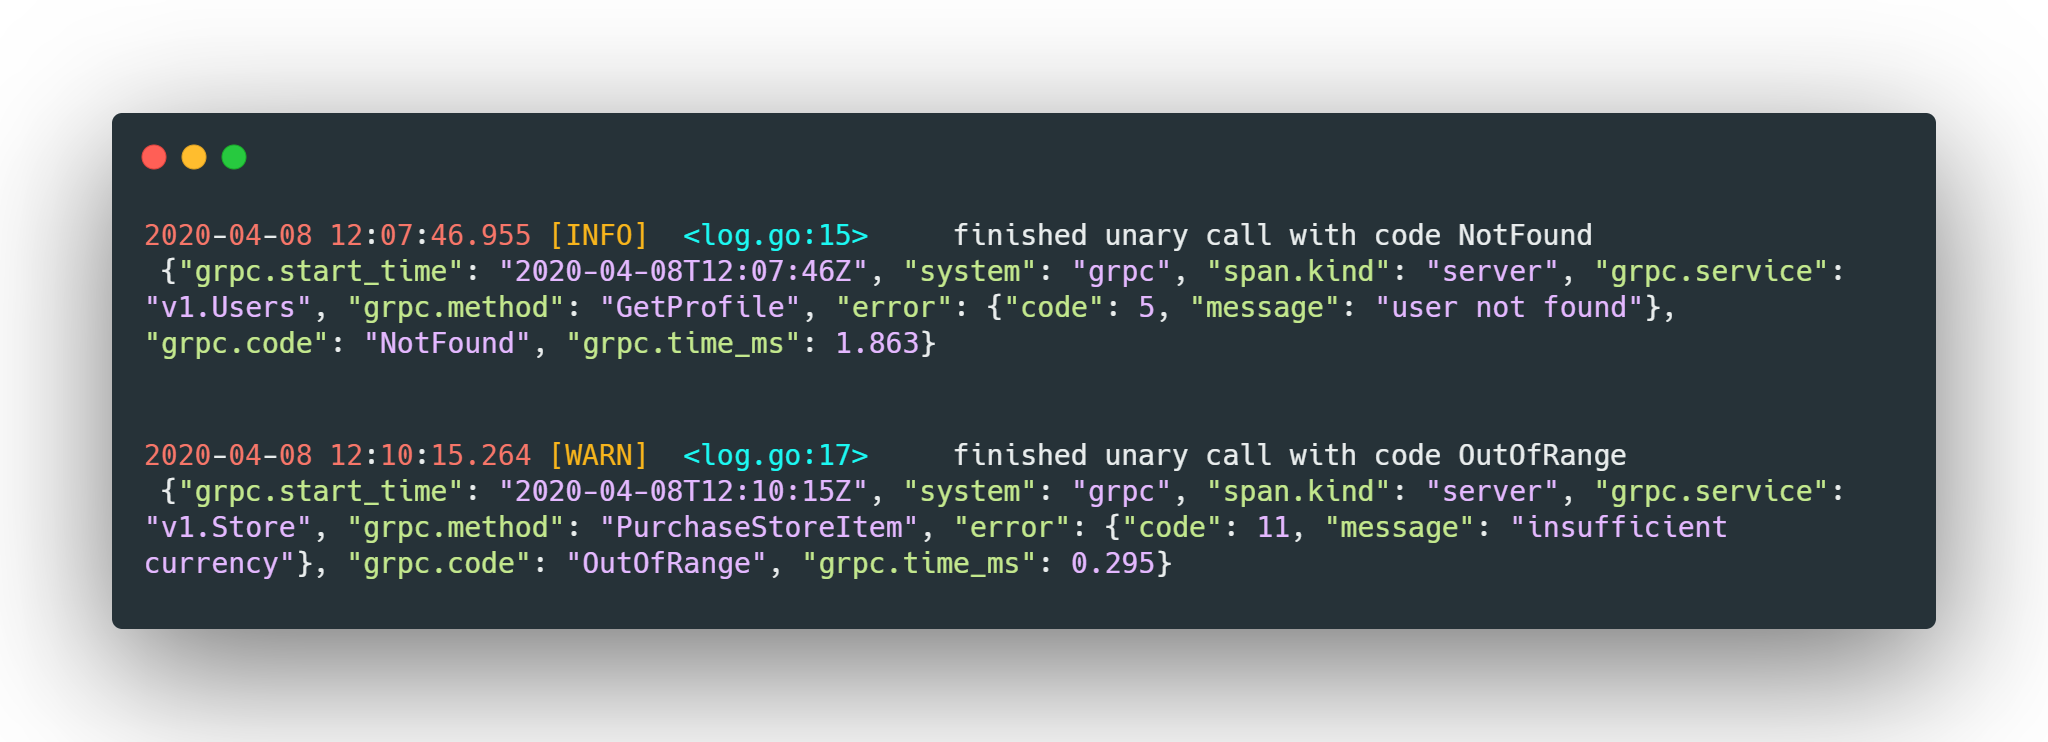 2020-04-08 12:07:46.955 [INFO]  <log.go:15>     finished unary call with code NotFound
 {"grpc.start_time": "2020-04-08T12:07:46Z", "system": "grpc", "span.kind": "server", "grpc.service":
"v1.Users", "grpc.method": "GetProfile", "error": {"code": 5, "message": "user not found"},
"grpc.code": "NotFound", "grpc.time_ms": 1.863}
2020-04-08 12:10:15.264 [WARN]  <log.go:17>     finished unary call with code OutOfRange
 {"grpc.start_time": "2020-04-08T12:10:15Z", "system": "grpc", "span.kind": "server", "grpc.service":
"v1.Store", "grpc.method": "PurchaseStoreItem", "error": {"code": 11, "message": "insufficient
currency"}, "grpc.code": "OutOfRange", "grpc.time_ms": 0.295}